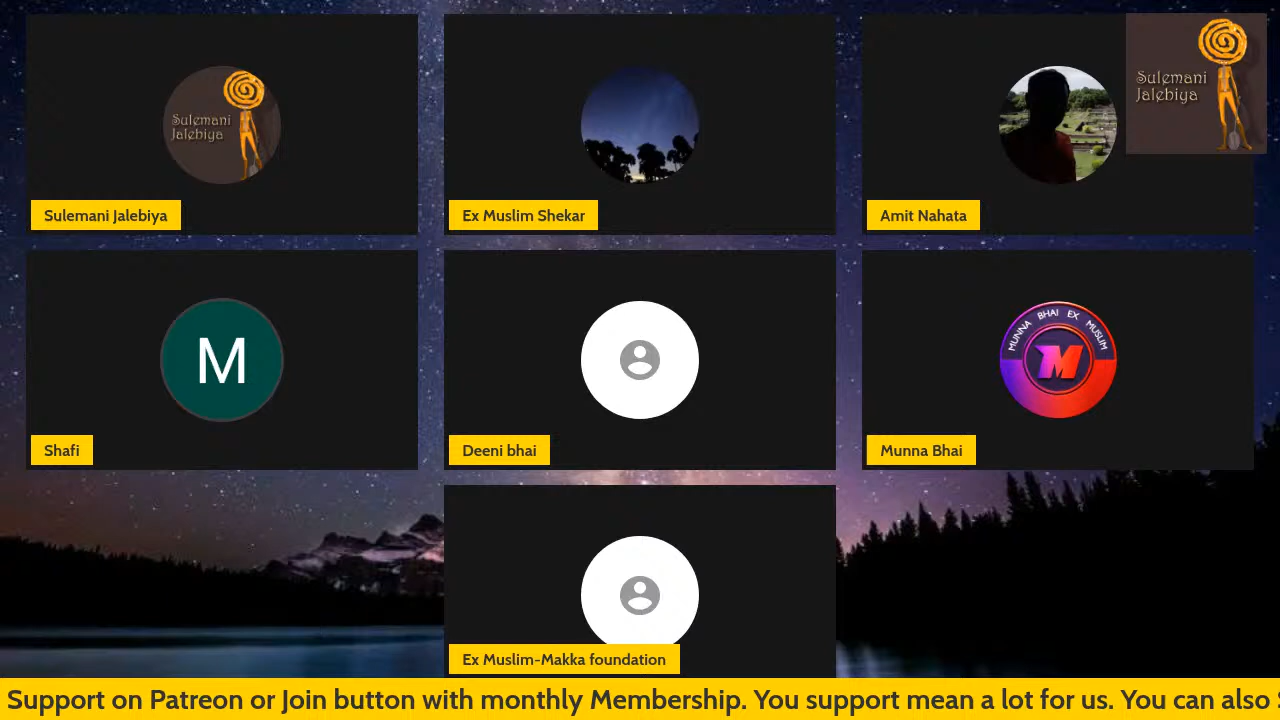 Sulemani
Jalebiya
Sulemani Jalebiya
Ex Muslim Shekar
Amit Nahata
Sulemani
Jalebiya
M
Shafi
Deeni bhai
MUNNA BHAI EX MUSLIM
M
Munna Bhai
Ex Muslim-Makka foundation
Support on Patreon or Join button with monthly Membership. You support mean a lot for us. You can also